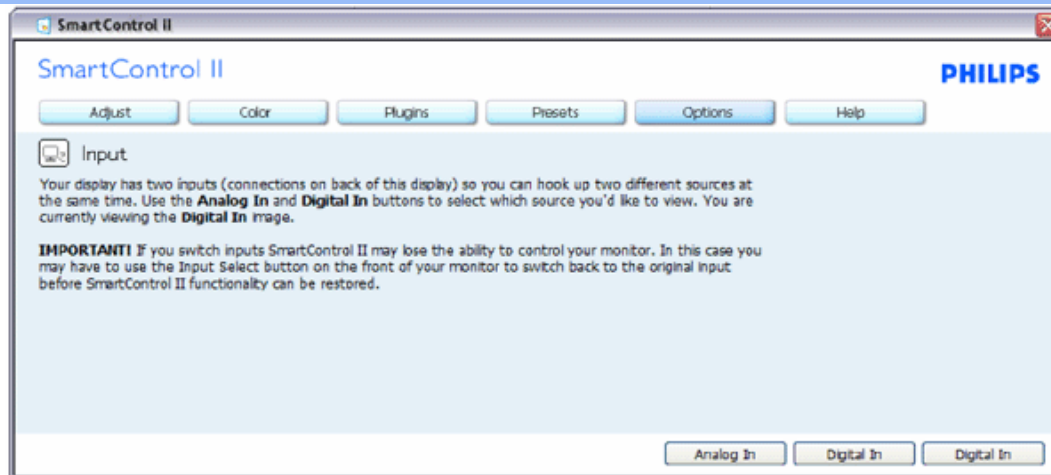 SmartControl II
SmartControl II
PHILIPS
Adjust Color Plugins Presets Options Help
Input
Your display has two inputs (connections on back of this display) so you can hook up two different sources at
the same time. Use the Analog In and Digital In buttons to select which source you'd like to view. You are
currently viewing the Digital In image.
IMPORTANT! If you switch inputs SmartControl II may lose the ability to control your monitor. In this case you
may have to use the Input Select button on the front of your monitor to switch back to the original input
before SmartControl II functionality can be restored.
Analog In Digital In Digital In